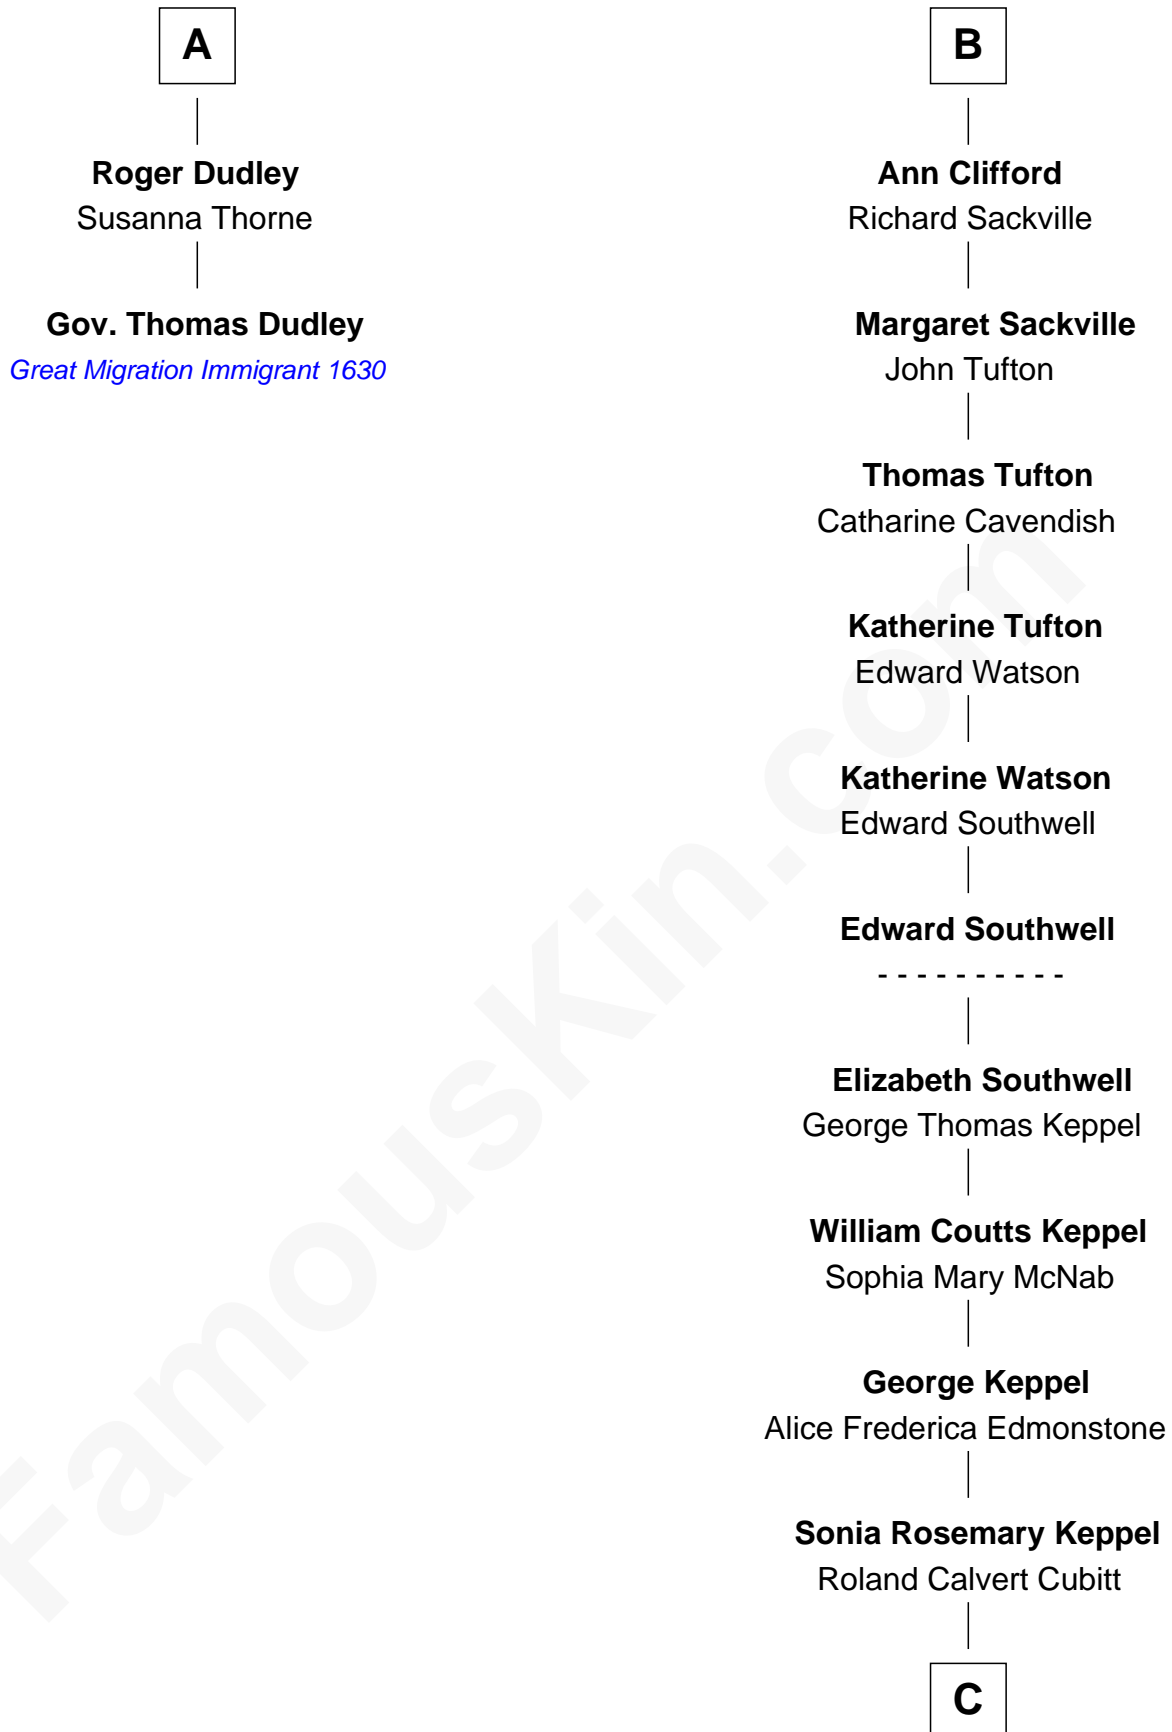 A
Roger Dudley
Susanna Thorne
Gov. Thomas Dudley
Great Migration Immigrant 1630
B
Ann Clifford
Richard Sackville
Margaret Sackville
John Tufton
Thomas Tufton
Catharine Cavendish
Katherine Tufton
Edward Watson
Katherine Watson
Edward Southwell
Edward Southwell
- - - - - - - - - -
Elizabeth Southwell
George Thomas Keppel
William Coutts Keppel
Sophia Mary McNab
George Keppel
Alice Frederica Edmonstone
Sonia Rosemary Keppel
Roland Calvert Cubitt
C
FamousKin.com